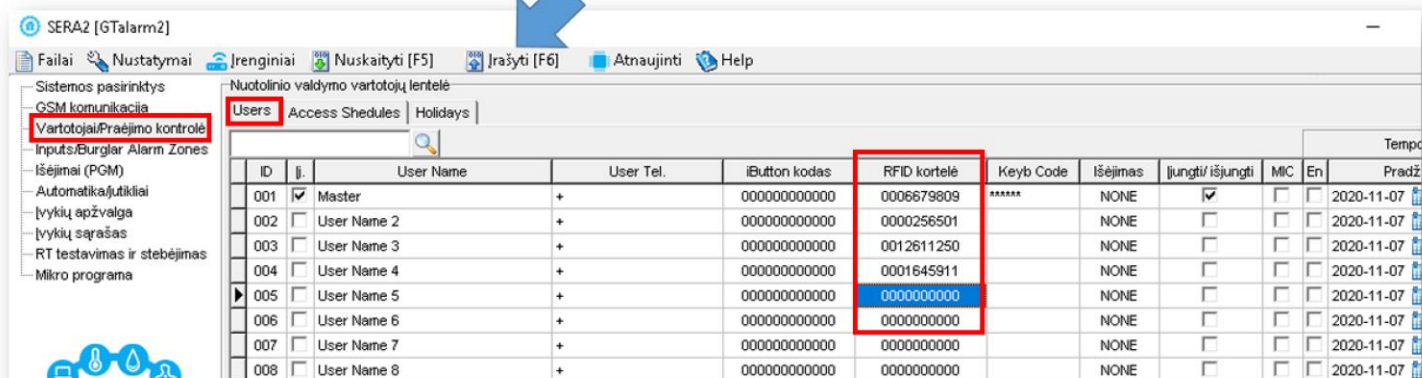 SERA2 [GTalarm2]
Failai Nustatymai Įrenginiai Nuskaityti [F5] Įrašyti [F6] Atnaujinti Help
Sistemos pasirinktys
GSM komunikacija
Vartotojai/Praėjimo kontrolė
Inputs/Burglar Alarm Zones
Išėjimai (PGM)
Automatika/jutikliai
Įvykių apžvalga
Įvykių sąrašas
RT testavimas ir stebėjimas
Mikro programa
Nuotolinio valdymo vartotojų lentelė
Users Access Shedules Holidays
Tempo
ID Įj. User Name User Tel. iButton kodas RFID kortelė Keyb Code Išėjimas Įjungti/ išjungti MIC En Pradž
001 Master + 000000000000 0006679809 ****** NONE 2020-11-07
002 User Name 2 + 000000000000 0000256501 NONE 2020-11-07
003 User Name 3 + 000000000000 0012611250 NONE 2020-11-07
004 User Name 4 + 000000000000 0001645911 NONE 2020-11-07
005 User Name 5 + 000000000000 0000000000 NONE 2020-11-07
006 User Name 6 + 000000000000 0000000000 NONE 2020-11-07
007 User Name 7 + 000000000000 0000000000 NONE 2020-11-07
008 User Name 8 + 000000000000 0000000000 NONE 2020-11-07